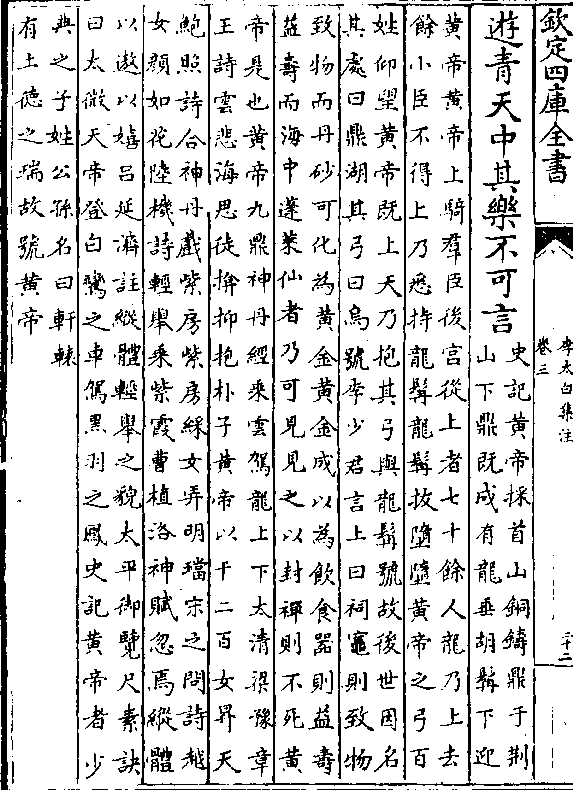 欽定四庫全書
李太白集注
卷三
二十二
遊青天中其樂不可言
史記黄帝採首山銅鑄鼎于荆
山下鼎既成有龍垂胡髯下迎
黄帝黄帝上騎羣臣後宮從上者七十餘人龍乃上去
餘小臣不得上乃悉持龍髯龍髯拔墮墮黄帝之弓百
姓仰望黄帝既上天乃抱其弓與龍髯號故後世因名
其處曰鼎湖其弓曰烏號李少君言上曰祠竈則致物
致物而丹砂可化為黄金黄金成以為飲食器則益壽
益壽而海中蓬萊仙者乃可見見之以封禪則不死黄
帝是也黄帝九鼎神丹經乘雲駕龍上下太清梁豫章
王詩雲悲海思徒揜抑抱朴子黄帝以千二百女昇天
鮑照詩合神丹戲紫房紫房綵女弄明璫宋之問詩越
女顔如花陸機詩輕舉乘紫霞曹植洛神賦忽焉縱體
以遨以嬉呂延濟註縱體輕舉之貌太平御覽尺素訣
曰太微天帝登白鸞之車駕黒羽之鳳史記黄帝者少
典之子姓公孫名曰軒轅
有土德之瑞故號黄帝